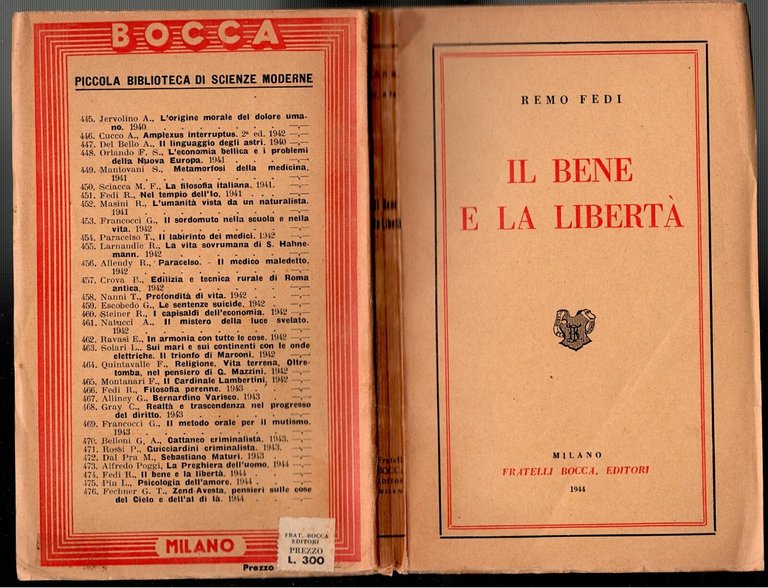 BOCCA
PICCOLA BIBLIOTECA DI SCIENZE MODERNE
445. Jervolino A., L'origine morale del dolore uma-
no. 1940
446. Cucco A., Amplexus interruptus. 2ª ed. 1942
447. Del Bello A., Il linguaggio degli astri. 1940
448. Orlando F. S., L'economia bellica e i problemi
della Nuova Europa. 1941
449. Mantovani S., Metamorfosi della medicina.
1941
450. Sciacca M. F., La filosofia italiana. 1941.
451. Fedi R., Nel tempio dell'Io. 1941
452. Masini R., L'umanità vista da un naturalista.
1941
453. Francocci G., Il sordomuto nella scuola e nella
vita. 1942
454. Paracelso T., Il labirinto dei medici. 1942
455. Larnaudie R., La vita sovrumana di S. Hahne-
mann. 1942
456. Allendy R., Paracelso. - Il medico maledetto.
1942
457. Crova P., Edilizia e tecnica rurale di Roma
antica. 1942
458. Nanni T., Profondità di vita. 1942
459. Escobedo G., Le sentenze suicide. 1942
460. Steiner R., I capisaldi dell'economia. 1942
461. Natucci A., Il mistero della luce svelato.
1942
462. Ravasi E., In armonia con tutte le cose. 1942
463. Solari L., Sui mari e sui continenti con le onde
elettriche. Il trionfo di Marconi. 1942
464. Quintavalle F., Religione, Vita terrena, Oltre-
tomba, nel pensiero di G. Mazzini. 1942
465. Montanari F., Il Cardinale Lambertini. 1942
466. Fedi R., Filosofia perenne. 1943
467. Alliney G., Bernardino Varisco. 1943
468. Gray C., Realtà e trascendenza nel progresso
del diritto. 1943
469. Francocci G., Il metodo orale per il mutismo.
1943
470. Belloni G. A., Cattaneo criminalista. 1943.
471. Rossi P., Guicciardini criminalista. 1943.
472. Dal Pra M., Sebastiano Maturi. 1943.
473. Alfredo Poggi, La Preghiera dell'uomo. 1944
474. Fedi R., Il bene e la libertà. 1944
475. Pin L., Psicologia dell'amore. 1944
476. Fechner G. T., Zend-Avesta, pensieri sulle cose
del Cielo e dell'al di là. 1944
MILANO
Prezzo
FRAT. BOCCA
EDITORI
PREZZO
L. 300
Il Bene
e la Libertà
Fratelli
BOCCA
EDITORI
MILANO
REMO FEDI
IL BENE
E LA LIBERTÀ
MILANO
FRATELLI BOCCA, EDITORI
1944